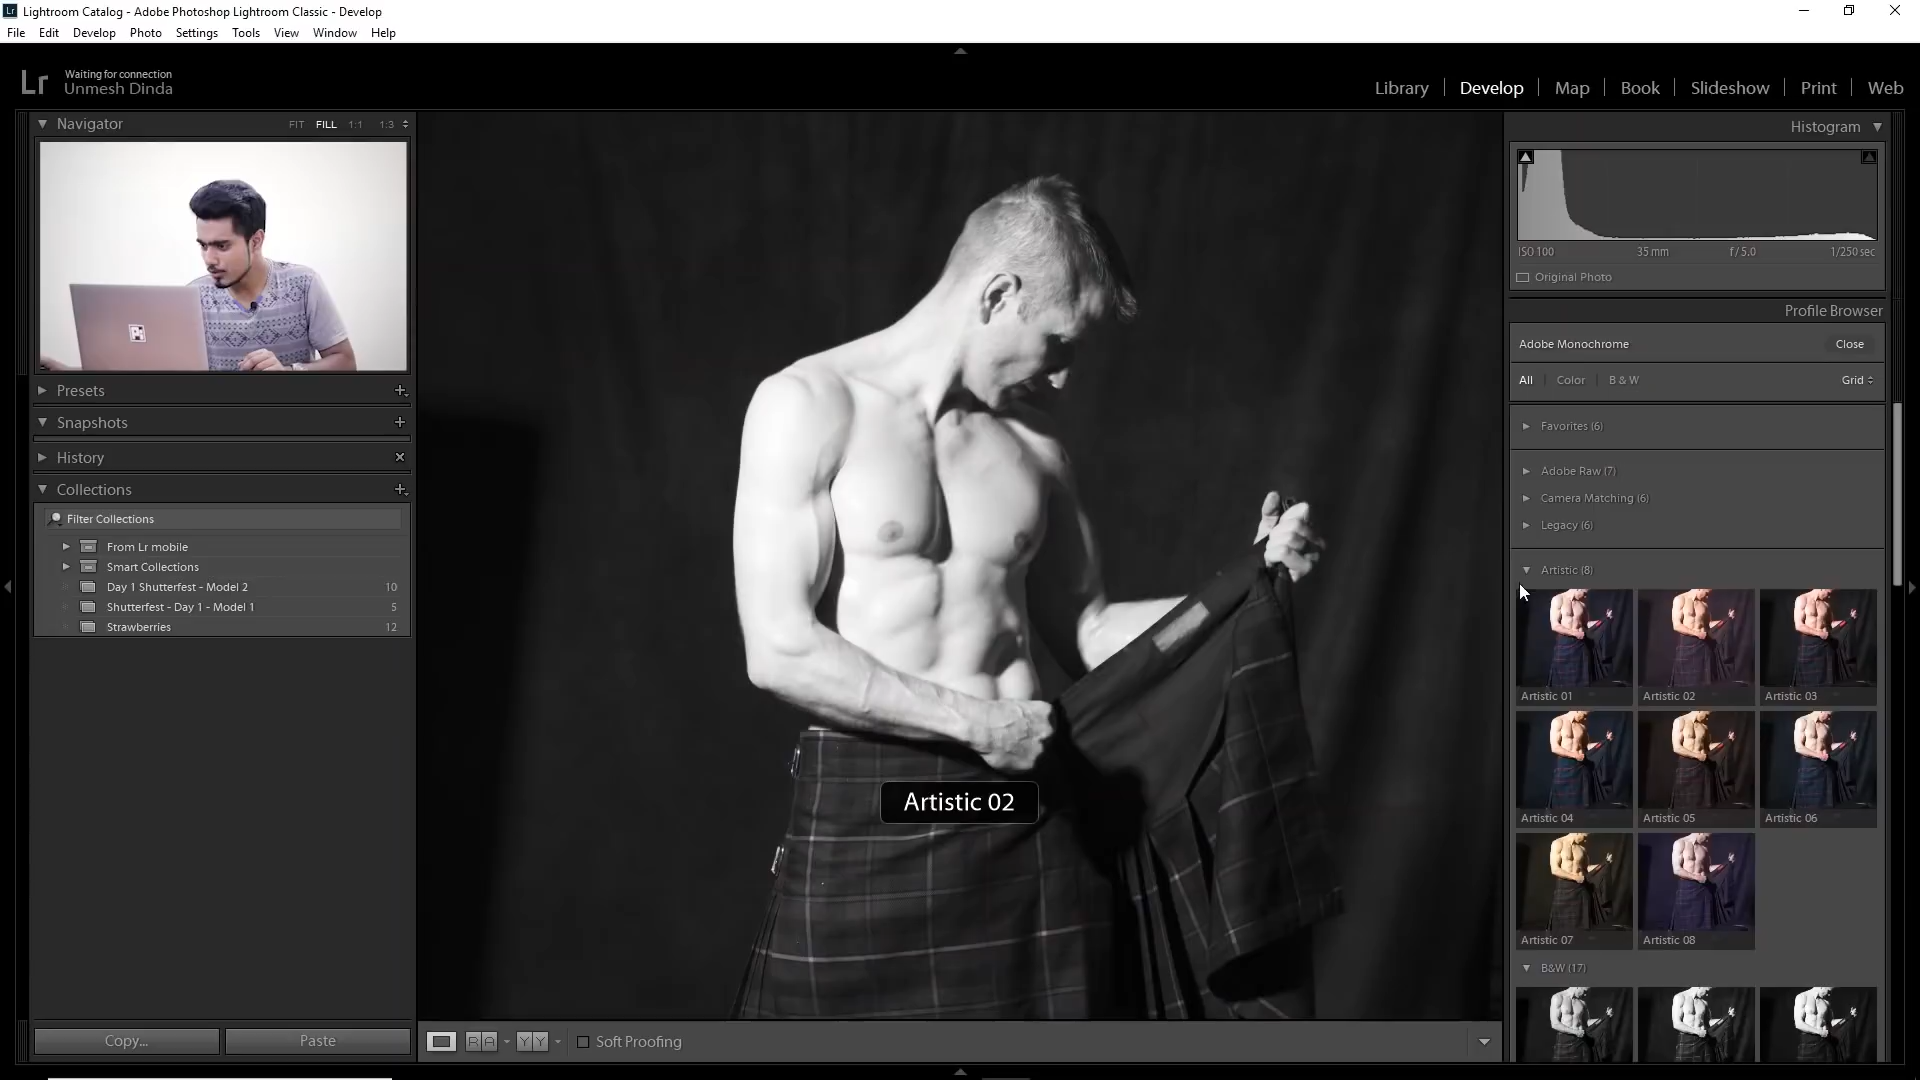 Lightroom Catalog - Adobe Photoshop Lightroom Classic - Develop
File Edit Develop Photo Settings Tools View Window Help
Lr Waiting for connection
Unmesh Dinda
Library Develop Map Book Slideshow Print Web
Navigator FIT FILL 1:1 1:3
Presets
Snapshots
History
Collections
Filter Collections
From Lr mobile
Smart Collections
Day 1 Shutterfest - Model 2 10
Shutterfest - Day 1 - Model 1 5
Strawberries 12
Copy... Paste
Artistic 02
R A Y Y Soft Proofing
Histogram
ISO 100 35 mm f / 5.0 1/250 sec
Original Photo
Profile Browser
Adobe Monochrome Close
All Color B & W Grid
Favorites (6)
Adobe Raw (7)
Camera Matching (6)
Legacy (6)
Artistic (8)
Artistic 01 Artistic 02 Artistic 03
Artistic 04 Artistic 05 Artistic 06
Artistic 07 Artistic 08
B&W (17)